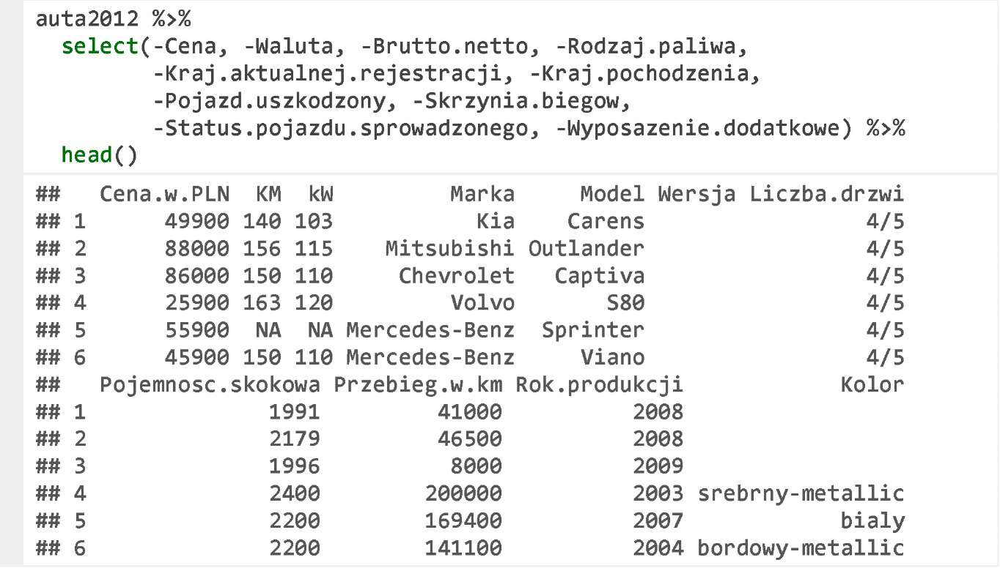 auta2012 %>%
  select(-Cena, -Waluta, -Brutto.netto, -Rodzaj.paliwa,
         -Kraj.aktualnej.rejestracji, -Kraj.pochodzenia,
         -Pojazd.uszkodzony, -Skrzynia.biegow,
         -Status.pojazdu.sprowadzonego, -Wyposazenie.dodatkowe) %>%
  head()
##   Cena.w.PLN  KM  kW         Marka     Model Wersja Liczba.drzwi
## 1      49900 140 103           Kia    Carens                 4/5
## 2      88000 156 115    Mitsubishi Outlander                 4/5
## 3      86000 150 110     Chevrolet   Captiva                 4/5
## 4      25900 163 120         Volvo       S80                 4/5
## 5      55900  NA  NA Mercedes-Benz  Sprinter                 4/5
## 6      45900 150 110 Mercedes-Benz     Viano                 4/5
##   Pojemnosc.skokowa Przebieg.w.km Rok.produkcji            Kolor
## 1              1991         41000          2008
## 2              2179         46500          2008
## 3              1996          8000          2009
## 4              2400        200000          2003 srebrny-metallic
## 5              2200        169400          2007            bialy
## 6              2200        141100          2004 bordowy-metallic